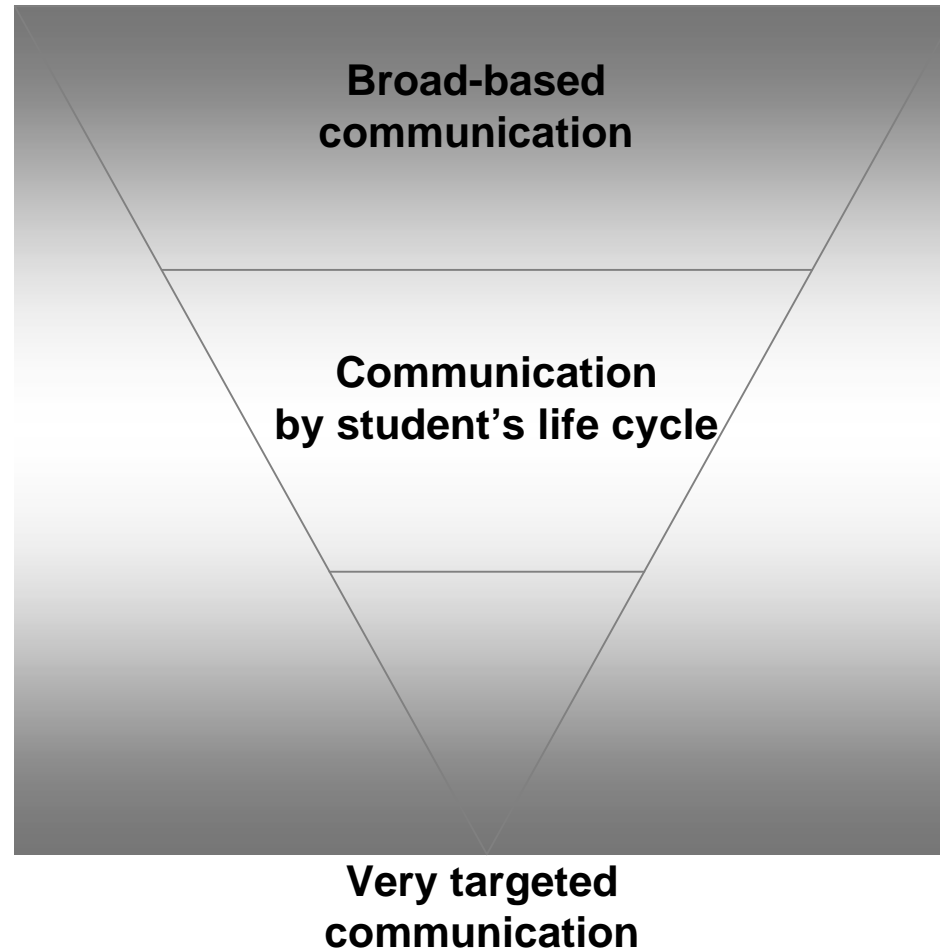 Broad-based
communication
Communication
by student’s life cycle
Very targeted
communication